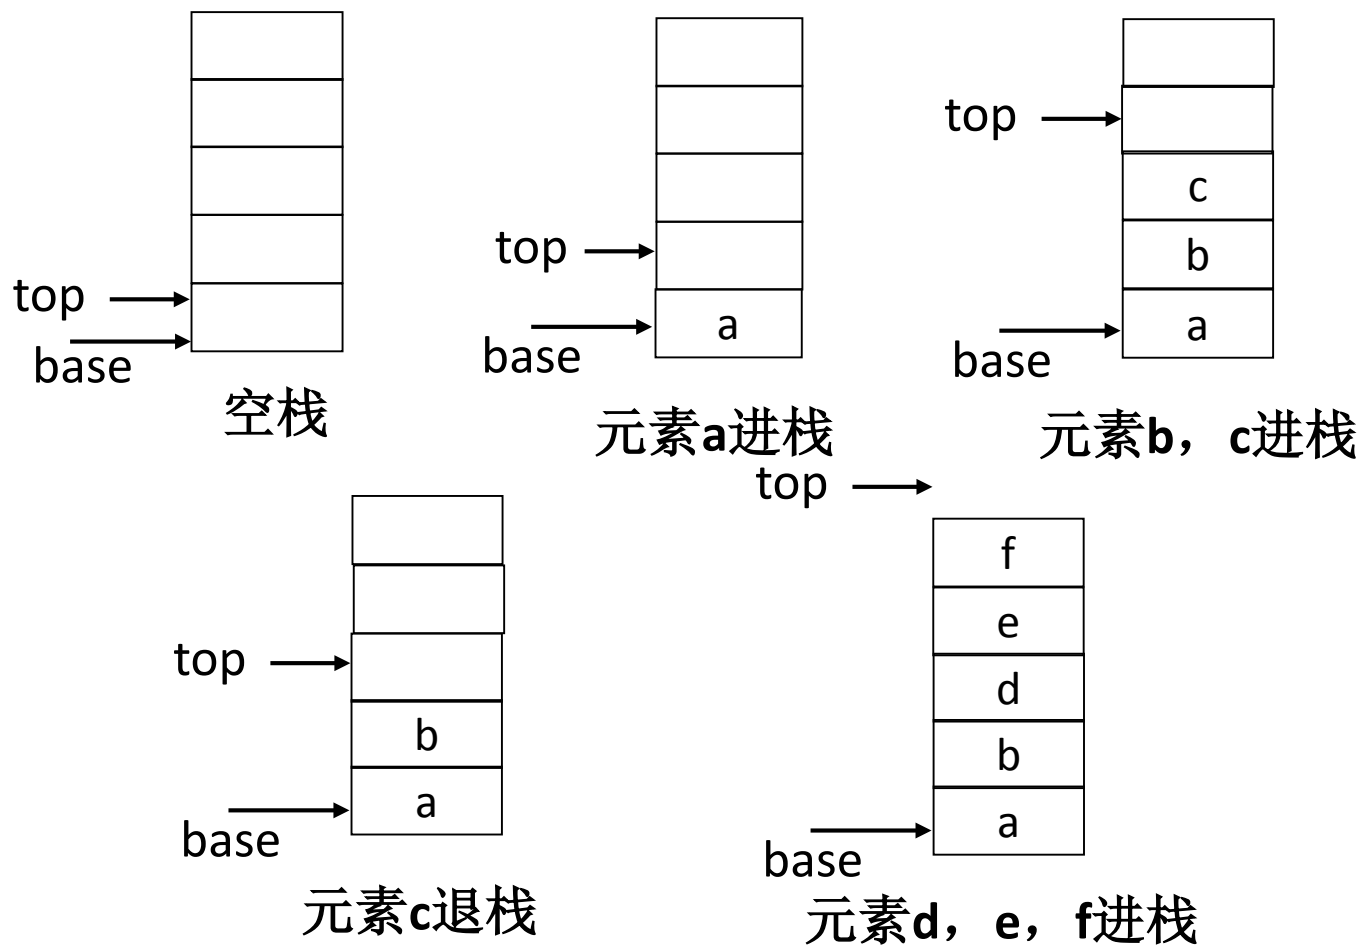 top
base
空栈
top
a
base
元素a进栈
top
c
b
a
base
元素b，c进栈
top
b
a
base
元素c退栈
top
f
e
d
b
a
base
元素d，e，f进栈